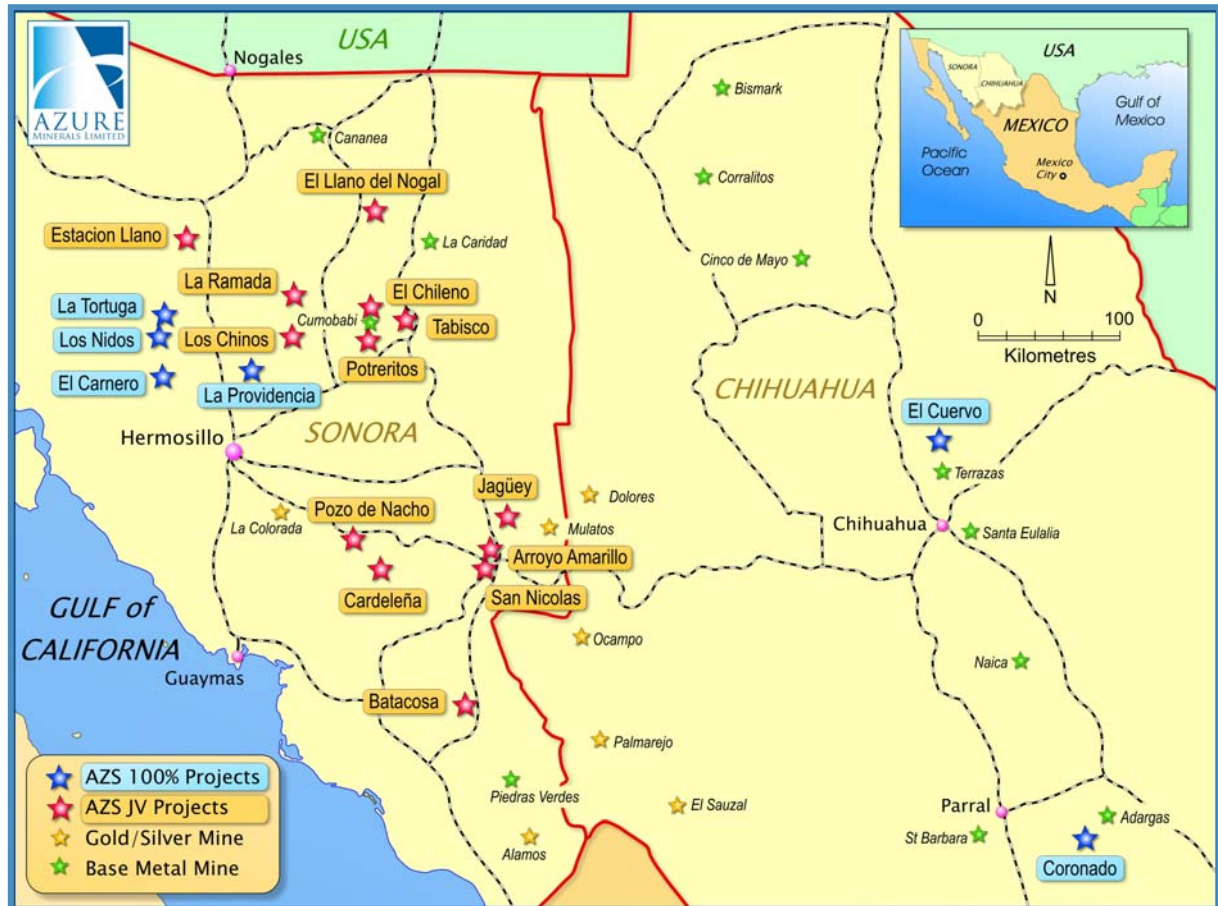 AZURE
MINERALS LIMITED
USA
Nogales
Cananea
El Llano del Nogal
Estacion Llano
La Caridad
La Ramada
La Tortuga
El Chileno
Cumobabi
Los Nidos
Los Chinos
Tabisco
El Carnero
La Providencia
Potreritos
Hermosillo
SONORA
Jagüey
Pozo de Nacho
La Colorada
Mulatos
Dolores
Arroyo Amarillo
Cardeleña
San Nicolas
GULF of
CALIFORNIA
Guaymas
Ocampo
Batacosa
Palmarejo
Piedras Verdes
El Sauzal
Alamos
Bismark
Corralitos
Cinco de Mayo
CHIHUAHUA
El Cuervo
Terrazas
Chihuahua
Santa Eulalia
Naica
Parral
St Barbara
Adargas
Coronado
USA
SONORA
CHIHUAHUA
Gulf of
Mexico
MEXICO
Pacific
Ocean
Mexico
City
N
0 100
Kilometres
AZS 100% Projects
AZS JV Projects
Gold/Silver Mine
Base Metal Mine